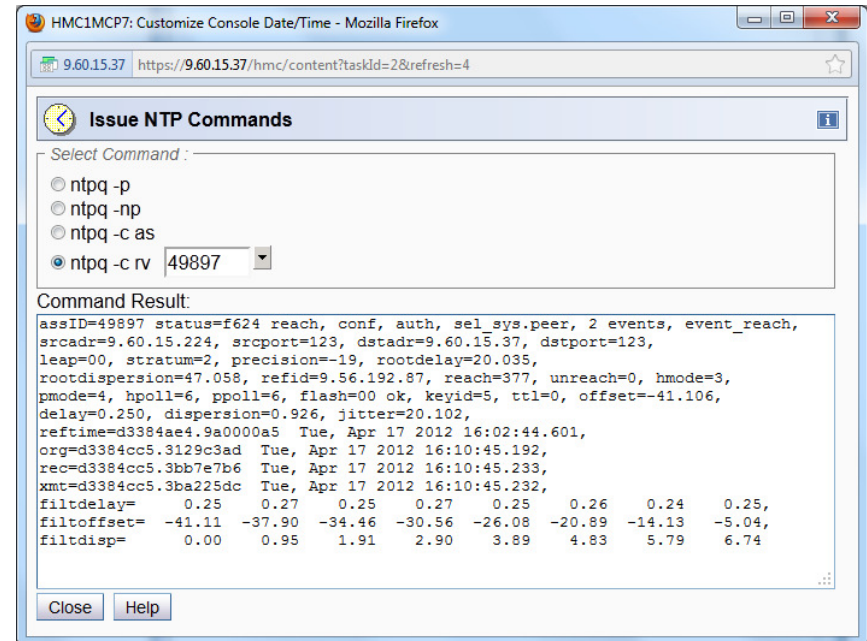 HMC1MCP7: Customize Console Date/Time - Mozilla Firefox
9.60.15.37 https://9.60.15.37/hmc/content?taskId=2&refresh=4
Issue NTP Commands
Select Command :
ntpq -p
ntpq -np
ntpq -c as
ntpq -c rv 49897
Command Result:
assID=49897 status=f624 reach, conf, auth, sel_sys.peer, 2 events, event_reach,
srcadr=9.60.15.224, srcport=123, dstadr=9.60.15.37, dstport=123,
leap=00, stratum=2, precision=-19, rootdelay=20.035,
rootdispersion=47.058, refid=9.56.192.87, reach=377, unreach=0, hmode=3,
pmode=4, hpoll=6, ppoll=6, flash=00 ok, keyid=5, ttl=0, offset=-41.106,
delay=0.250, dispersion=0.926, jitter=20.102,
reftime=d3384ae4.9a0000a5  Tue, Apr 17 2012 16:02:44.601,
org=d3384cc5.3129c3ad  Tue, Apr 17 2012 16:10:45.192,
rec=d3384cc5.3bb7e7b6  Tue, Apr 17 2012 16:10:45.233,
xmt=d3384cc5.3ba225dc  Tue, Apr 17 2012 16:10:45.232,
filtdelay=     0.25    0.27    0.25    0.27    0.25    0.26    0.24    0.25,
filtoffset=  -41.11  -37.90  -34.46  -30.56  -26.08  -20.89  -14.13   -5.04,
filtdisp=      0.00    0.95    1.91    2.90    3.89    4.83    5.79    6.74
Close Help